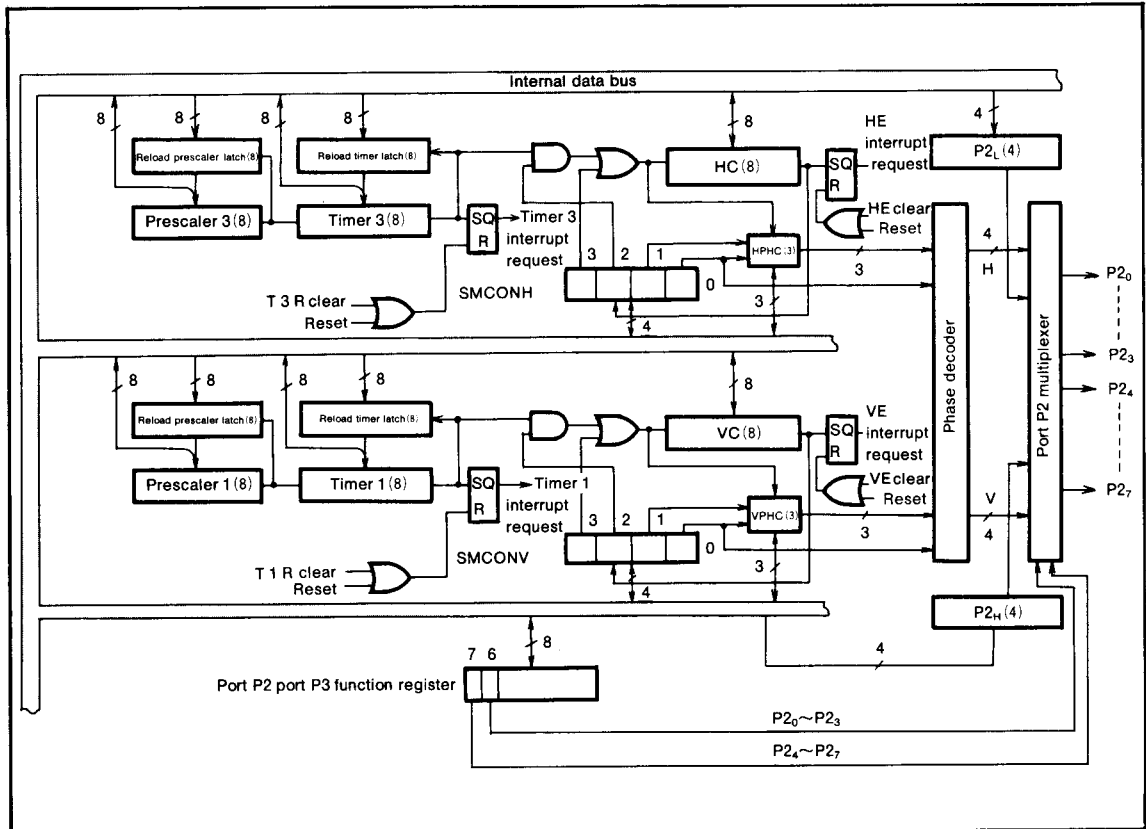 Internal data bus
8 8 8 8 8 4
HE
interrupt
request
Reload prescaler latch(8)
Reload timer latch(8)
HC(8)
SQ
R
P2L(4)
Prescaler 3(8)
Timer 3(8)
SQ
R
Timer 3
interrupt
request
HE clear
Reset
3 2 1 0
HPHC(3)
3
4
H
SMCONH
T 3 R clear
Reset
4
3
Phase decoder
Port P2 multiplexer
P20
P23
P24
P27
8 8 8 8 8
VE
interrupt
request
Reload prescaler latch(8)
Reload timer latch(8)
VC(8)
SQ
R
Prescaler 1(8)
Timer 1(8)
SQ
R
Timer 1
interrupt
request
VE clear
Reset
3 2 1 0
VPHC(3)
3
V
4
SMCONV
T 1 R clear
Reset
4
3
P2H(4)
7 6
8
4
Port P2 port P3 function register
P20~P23
P24~P27